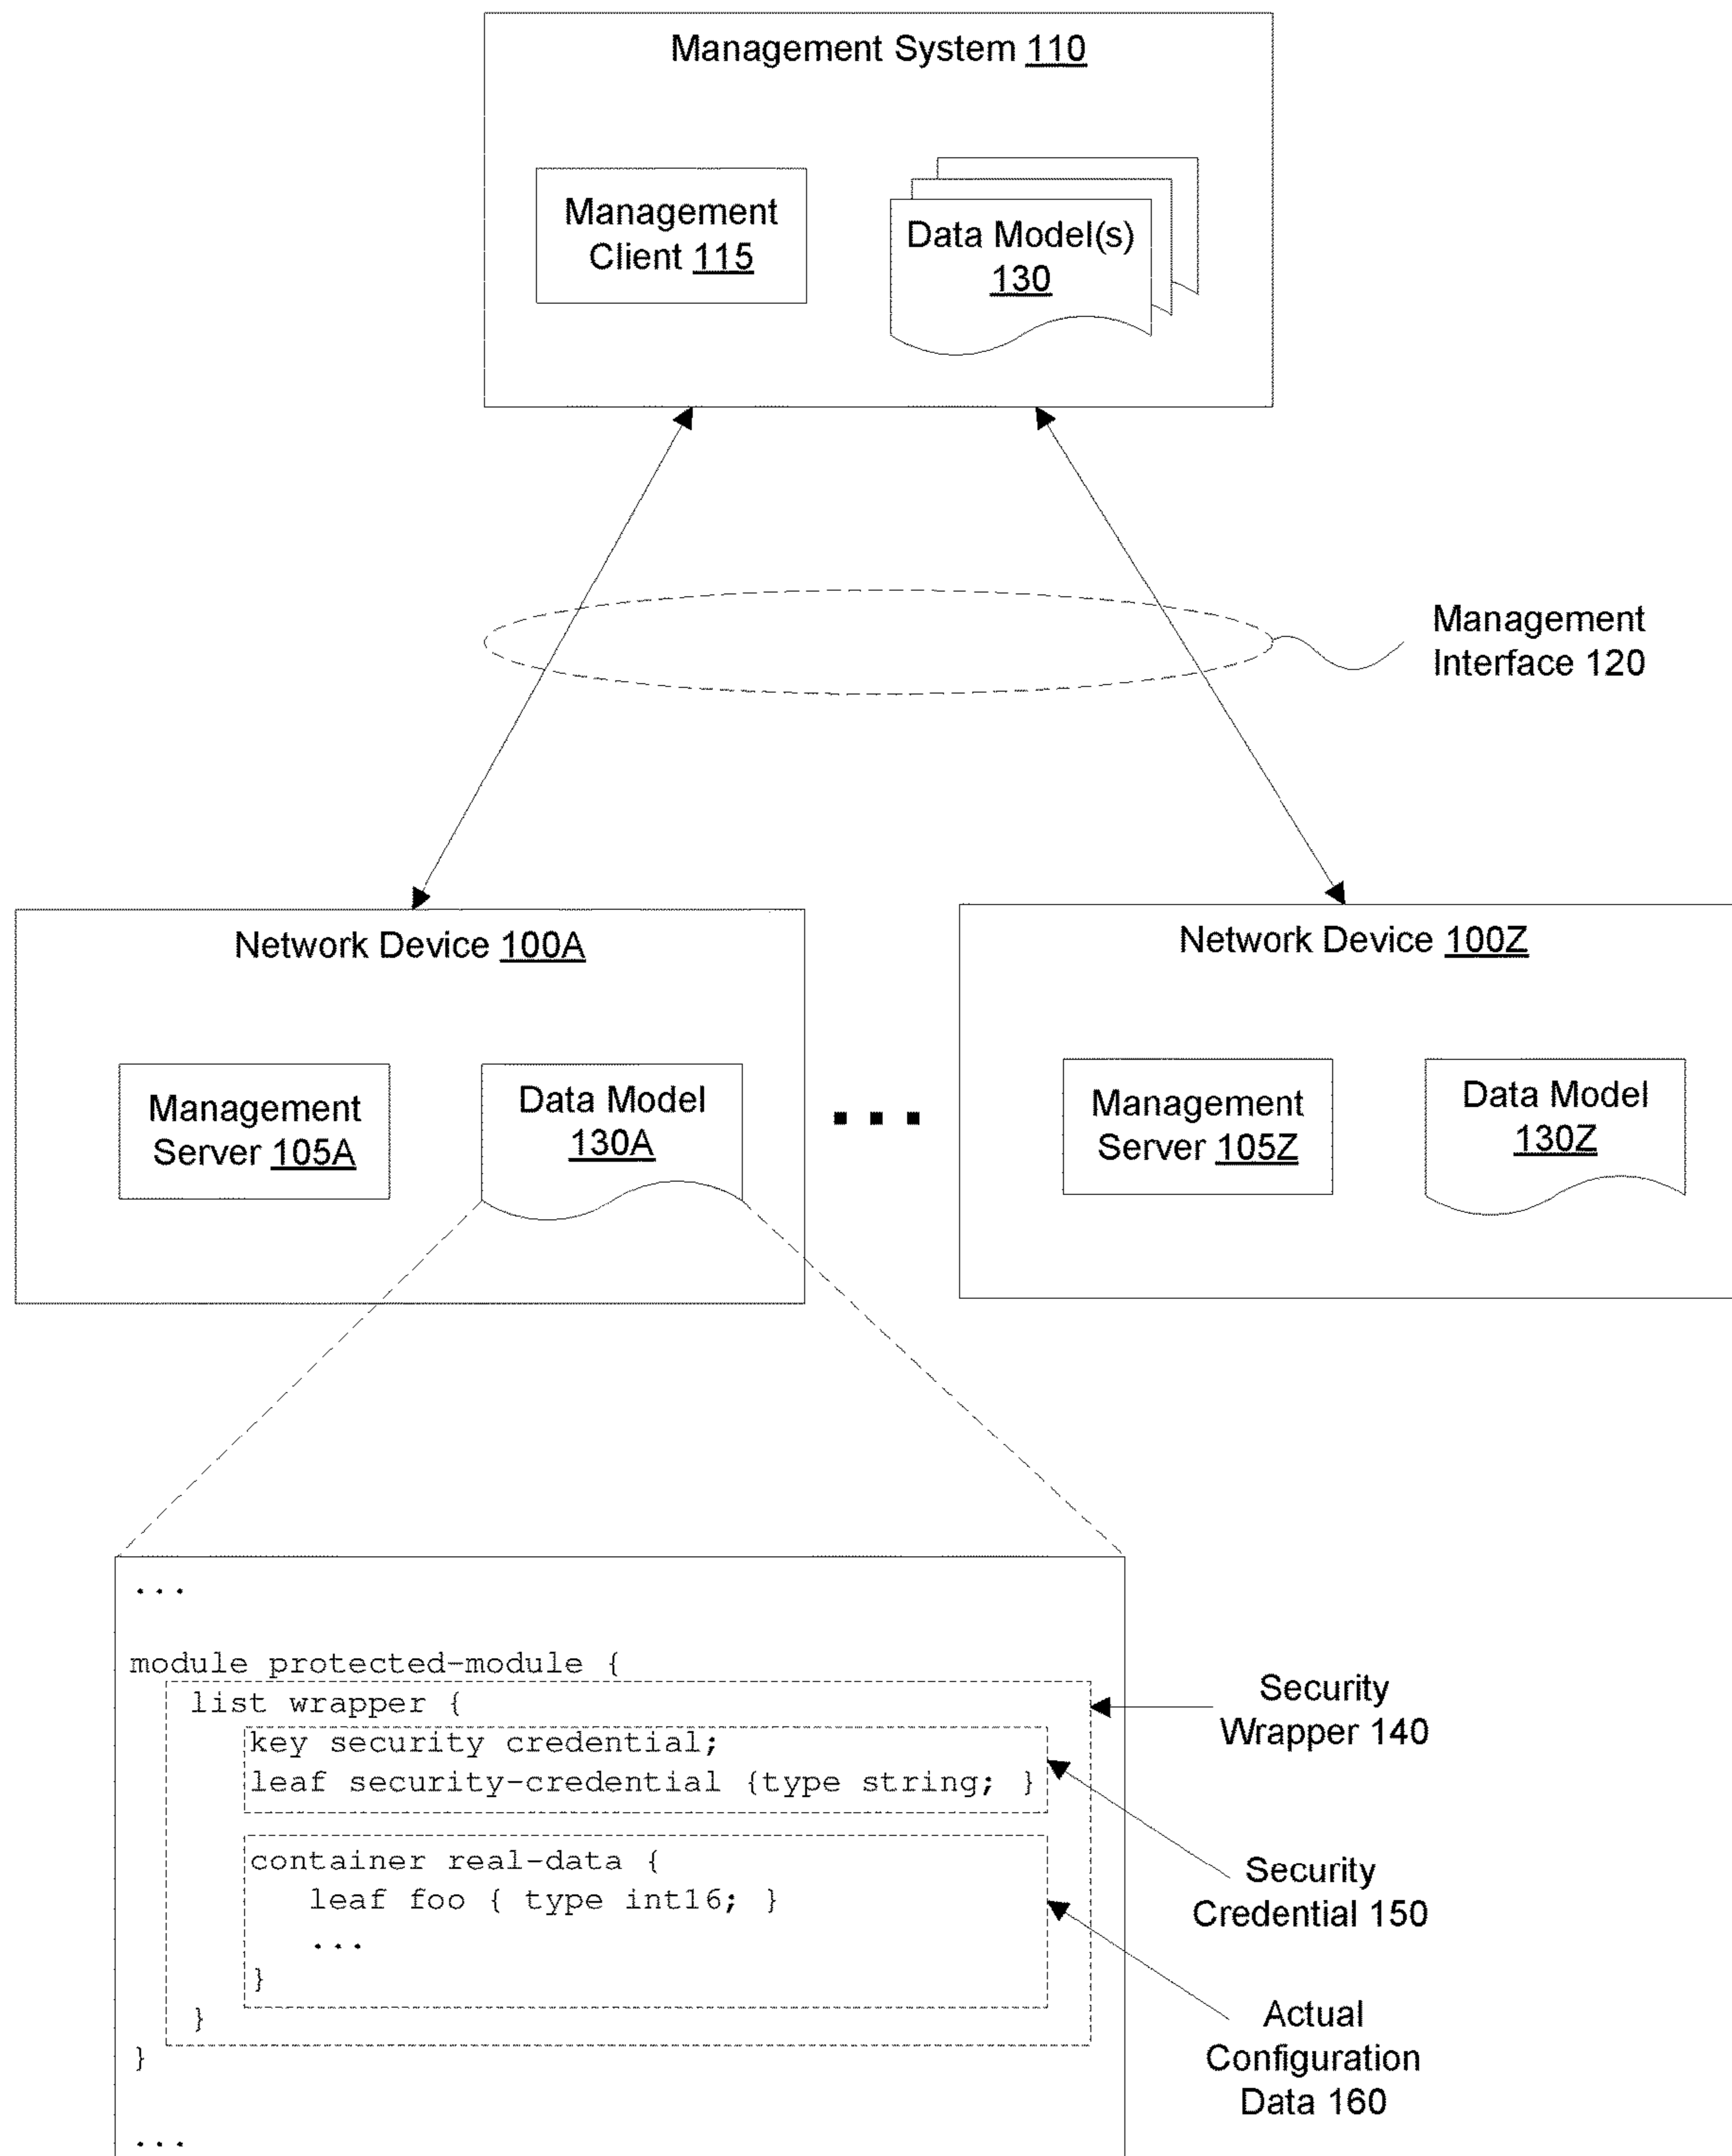 Management System 110
Management
Client 115
Data Model(s)
130
Management
Interface 120
Network Device 100A
Network Device 100Z
Management
Server 105A
Data Model
130A
...
Management
Server 105Z
Data Model
130Z
...
module protected-module {
list wrapper {
key security credential;
leaf security-credential {type string; }
container real-data {
leaf foo { type int16; }
...
}
}
}
...
Security
Wrapper 140
Security
Credential 150
Actual
Configuration
Data 160